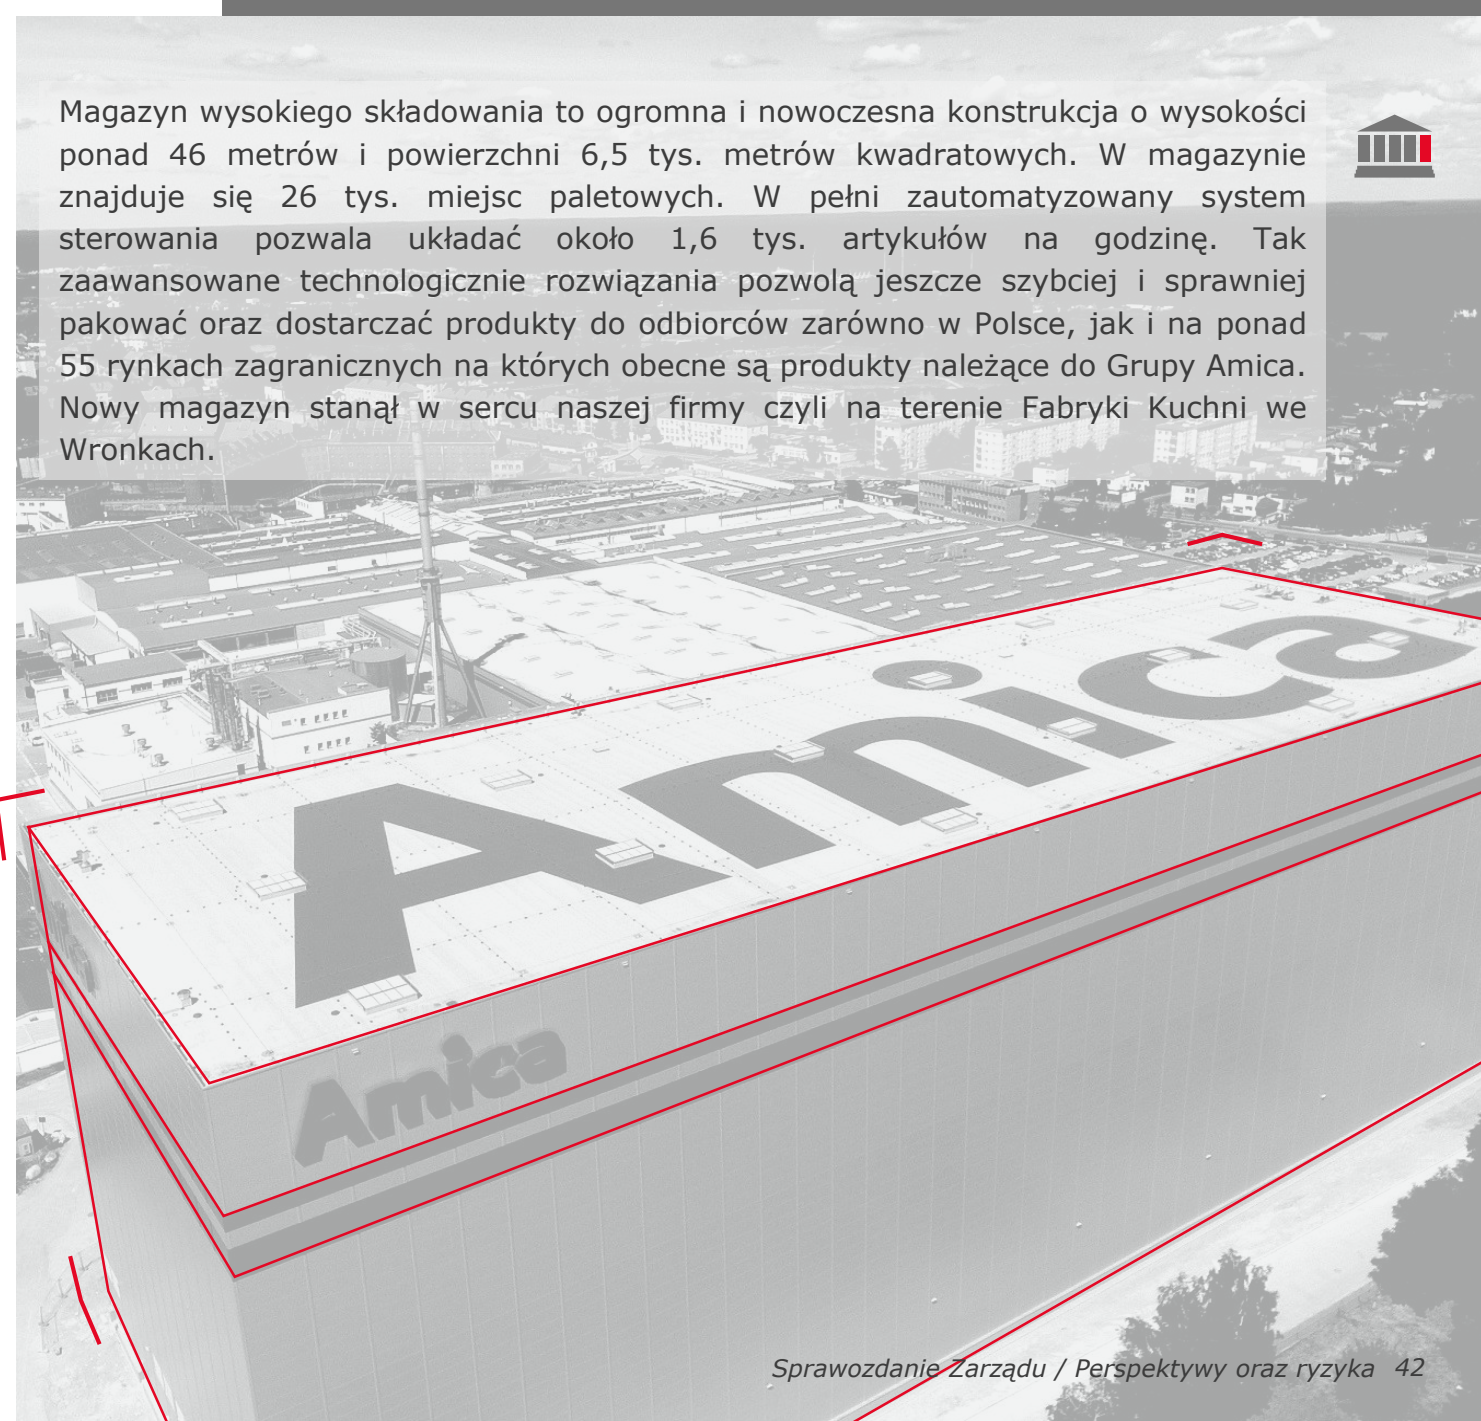 Magazyn wysokiego składowania to ogromna i nowoczesna konstrukcja o wysokości
ponad 46 metrów i powierzchni 6,5 tys. metrów kwadratowych. W magazynie
znajduje się 26 tys. miejsc paletowych. W pełni zautomatyzowany system
sterowania pozwala układać około 1,6 tys. artykułów na godzinę. Tak
zaawansowane technologicznie rozwiązania pozwolą jeszcze szybciej i sprawniej
pakować oraz dostarczać produkty do odbiorców zarówno w Polsce, jak i na ponad
55 rynkach zagranicznych na których obecne są produkty należące do Grupy Amica.
Nowy magazyn stanął w sercu naszej firmy czyli na terenie Fabryki Kuchni we
Wronkach.
Amica
Amica
Sprawozdanie Zarządu / Perspektywy oraz ryzyka 42